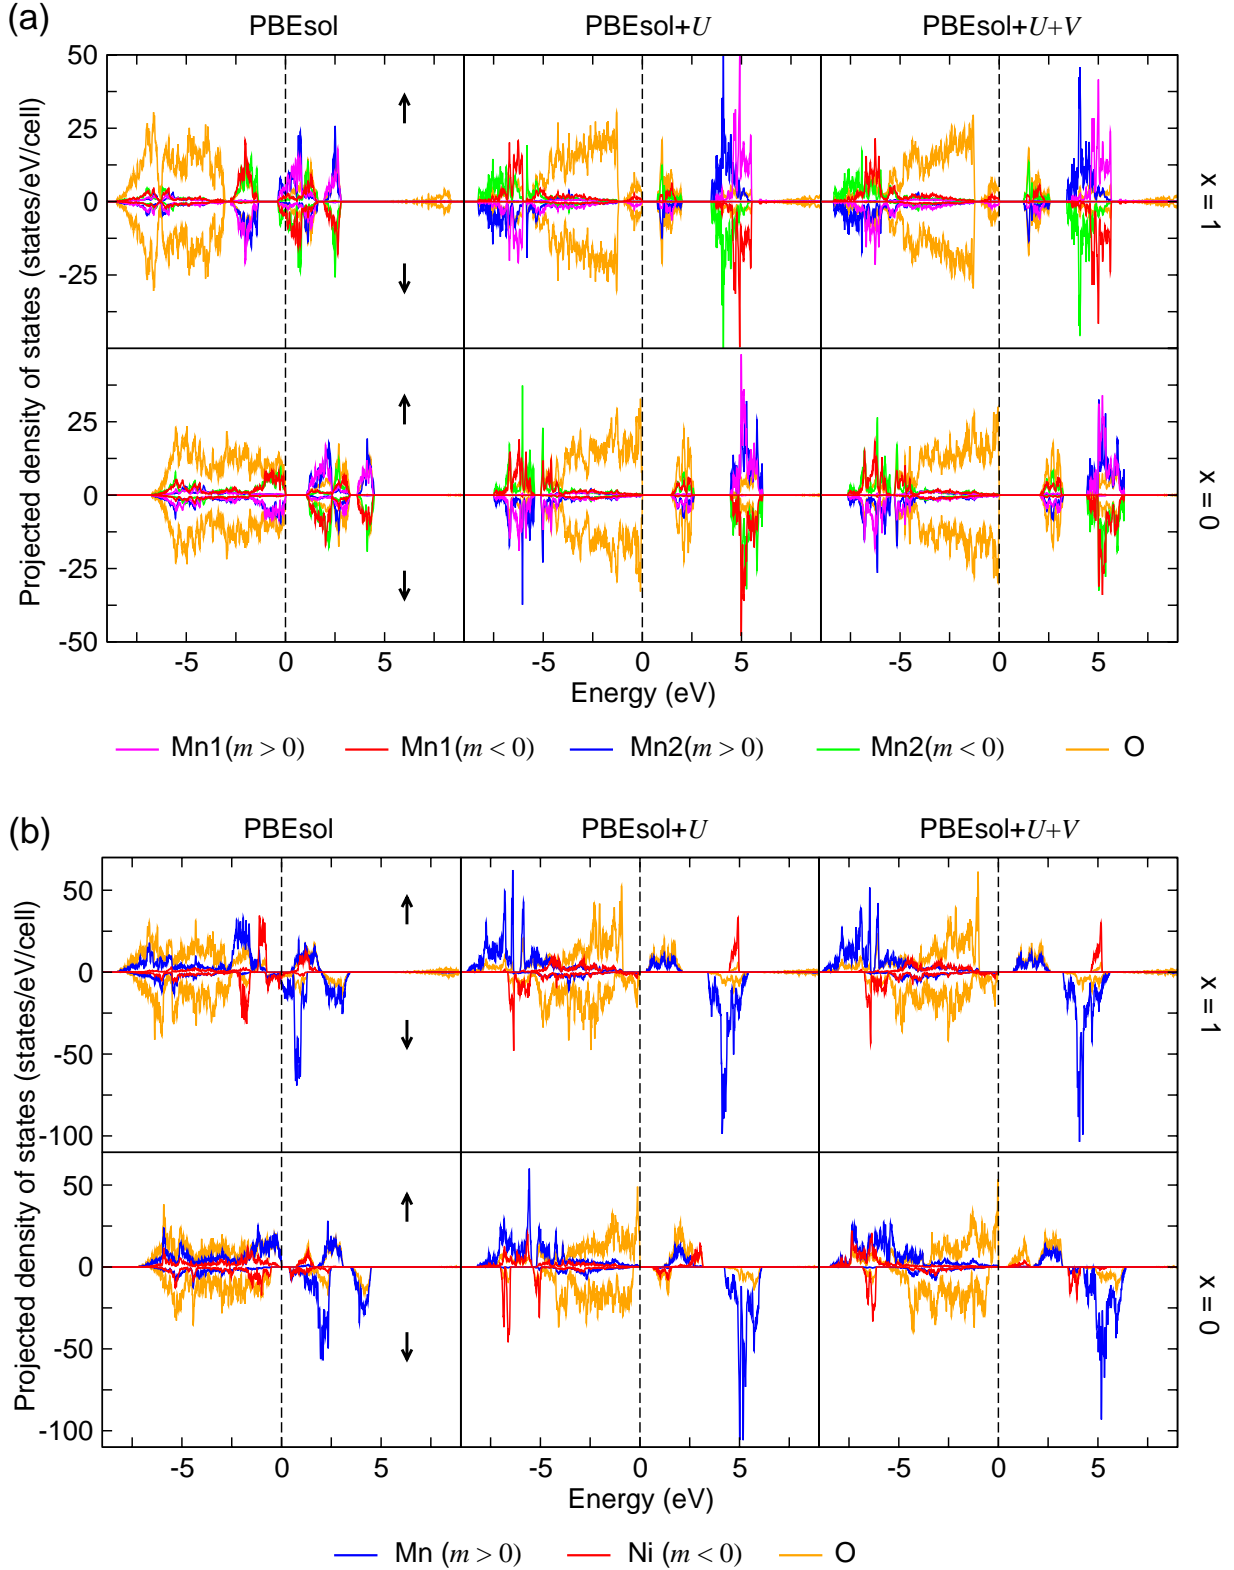 (a)
PBEsol PBEsol+U PBEsol+U+V
50
25
0
-25
x = 1
25
0
-25
-50
x = 0
Projected density of states (states/eV/cell)
-5 0 5 -5 0 5 -5 0 5
Energy (eV)
Mn1(m > 0) Mn1(m < 0) Mn2(m > 0) Mn2(m < 0) O
(b)
PBEsol PBEsol+U PBEsol+U+V
50
0
-50
-100
x = 1
50
0
-50
-100
x = 0
Projected density of states (states/eV/cell)
-5 0 5 -5 0 5 -5 0 5
Energy (eV)
Mn (m > 0) Ni (m < 0) O